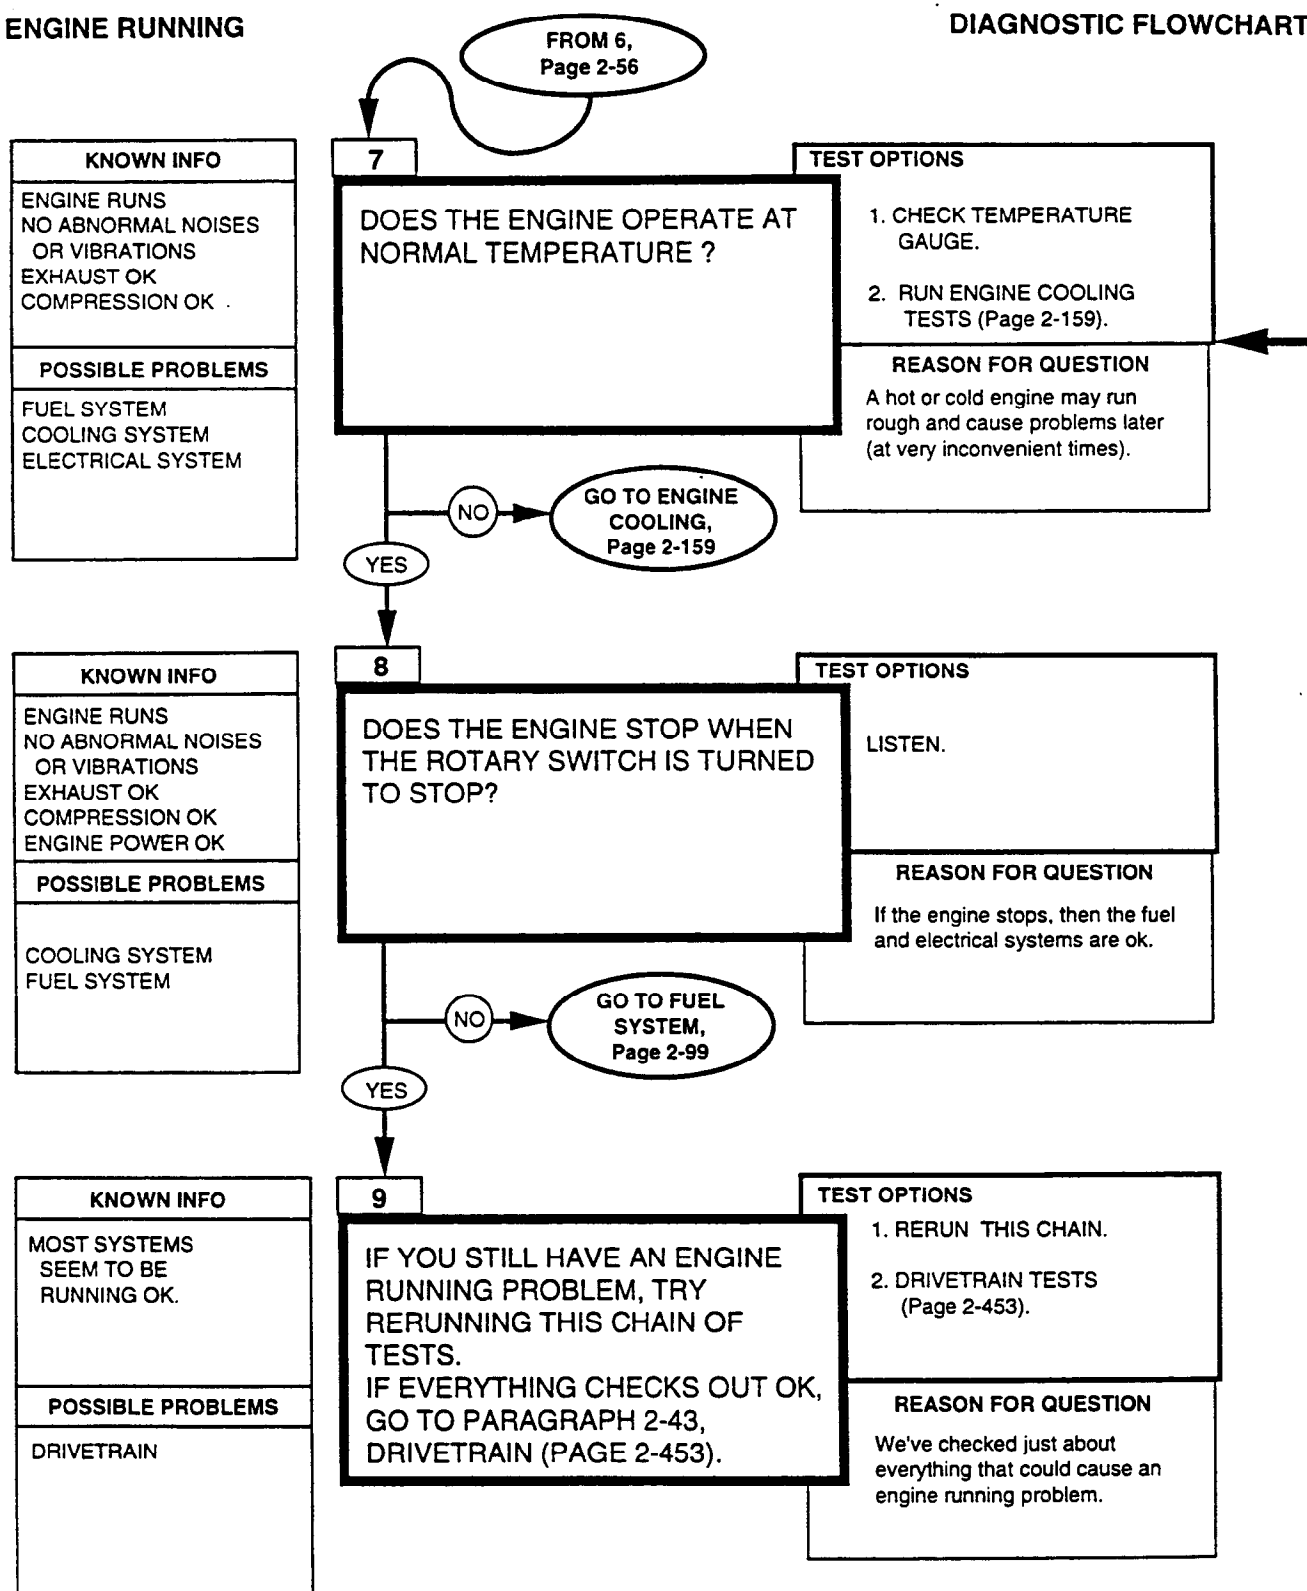 ENGINE RUNNING
DIAGNOSTIC FLOWCHART
FROM 6,
Page 2-56
KNOWN INFO
ENGINE RUNS
NO ABNORMAL NOISES
OR VIBRATIONS
EXHAUST OK
COMPRESSION OK
POSSIBLE PROBLEMS
FUEL SYSTEM
COOLING SYSTEM
ELECTRICAL SYSTEM
7
DOES THE ENGINE OPERATE AT
NORMAL TEMPERATURE ?
TEST OPTIONS
1. CHECK TEMPERATURE
GAUGE.
2. RUN ENGINE COOLING
TESTS (Page 2-159).
REASON FOR QUESTION
A hot or cold engine may run
rough and cause problems later
(at very inconvenient times).
NO
GO TO ENGINE
COOLING,
Page 2-159
YES
KNOWN INFO
ENGINE RUNS
NO ABNORMAL NOISES
OR VIBRATIONS
EXHAUST OK
COMPRESSION OK
ENGINE POWER OK
POSSIBLE PROBLEMS
COOLING SYSTEM
FUEL SYSTEM
8
DOES THE ENGINE STOP WHEN
THE ROTARY SWITCH IS TURNED
TO STOP?
TEST OPTIONS
LISTEN.
REASON FOR QUESTION
If the engine stops, then the fuel
and electrical systems are ok.
NO
GO TO FUEL
SYSTEM,
Page 2-99
YES
KNOWN INFO
MOST SYSTEMS
SEEM TO BE
RUNNING OK.
POSSIBLE PROBLEMS
DRIVETRAIN
9
IF YOU STILL HAVE AN ENGINE
RUNNING PROBLEM, TRY
RERUNNING THIS CHAIN OF
TESTS.
IF EVERYTHING CHECKS OUT OK,
GO TO PARAGRAPH 2-43,
DRIVETRAIN (PAGE 2-453).
TEST OPTIONS
1. RERUN THIS CHAIN.
2. DRIVETRAIN TESTS
(Page 2-453).
REASON FOR QUESTION
We've checked just about
everything that could cause an
engine running problem.